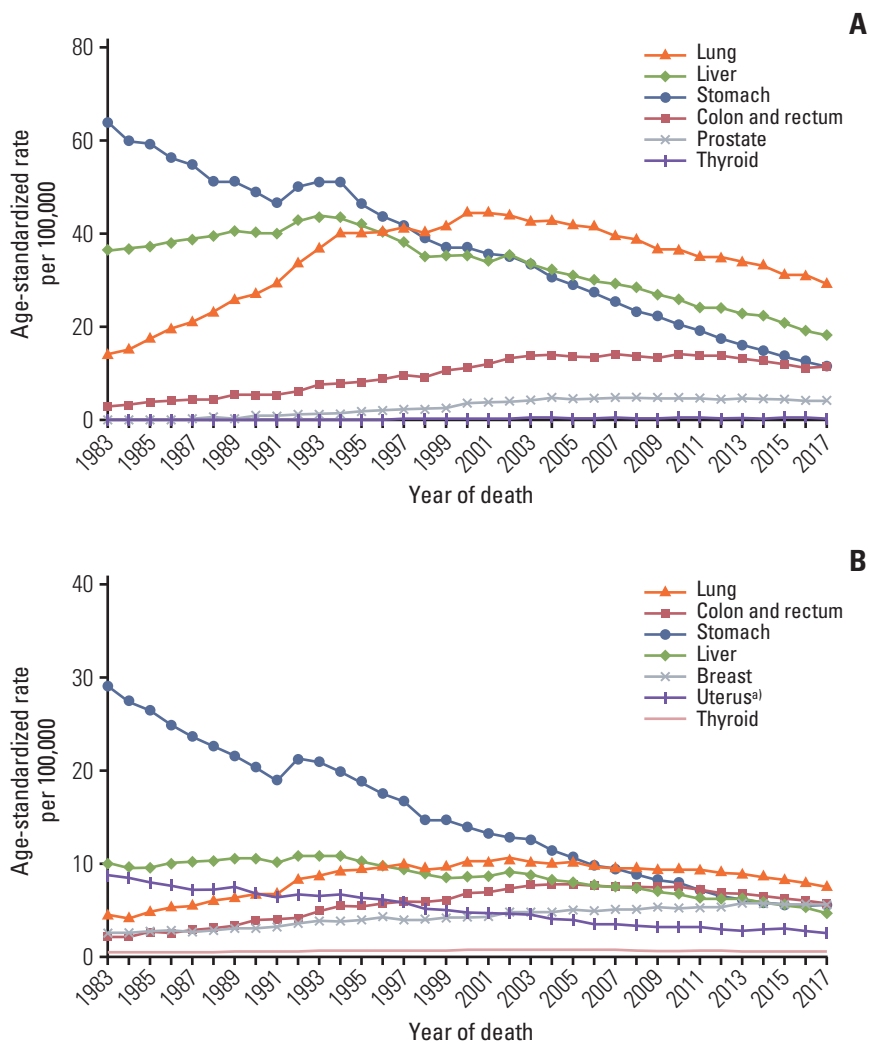 A
80
60
40
20
0
Age-standardized rate
per 100,000
Lung
Liver
Stomach
Colon and rectum
Prostate
Thyroid
1983 1985 1987 1989 1991 1993 1995 1997 1999 2001 2003 2005 2007 2009 2011 2013 2015 2017
Year of death
B
40
30
20
10
0
Age-standardized rate
per 100,000
Lung
Colon and rectum
Stomach
Liver
Breast
Uterusa)
Thyroid
1983 1985 1987 1989 1991 1993 1995 1997 1999 2001 2003 2005 2007 2009 2011 2013 2015 2017
Year of death